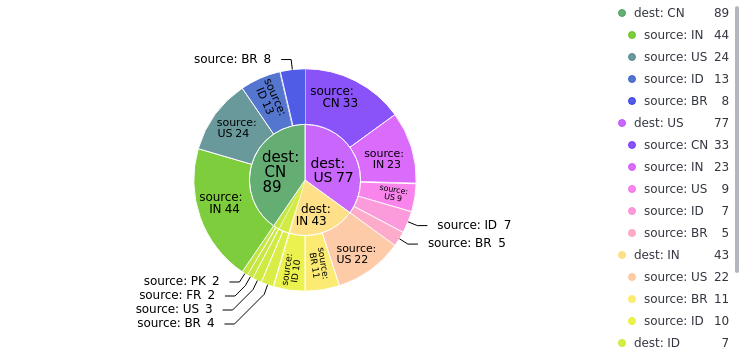 source: BR 8
source:
ID 13
source:
CN 33
source:
US 24
source:
IN 23
dest:
CN
89
dest:
US 77
source:
US 9
source:
IN 44
dest:
IN 43
source: ID 7
source: BR 5
source:
US 22
source:
BR 11
source:
ID 10
source: PK 2
source: FR 2
source: US 3
source: BR 4
dest: CN 89
source: IN 44
source: US 24
source: ID 13
source: BR 8
dest: US 77
source: CN 33
source: IN 23
source: US 9
source: ID 7
source: BR 5
dest: IN 43
source: US 22
source: BR 11
source: ID 10
dest: ID 7